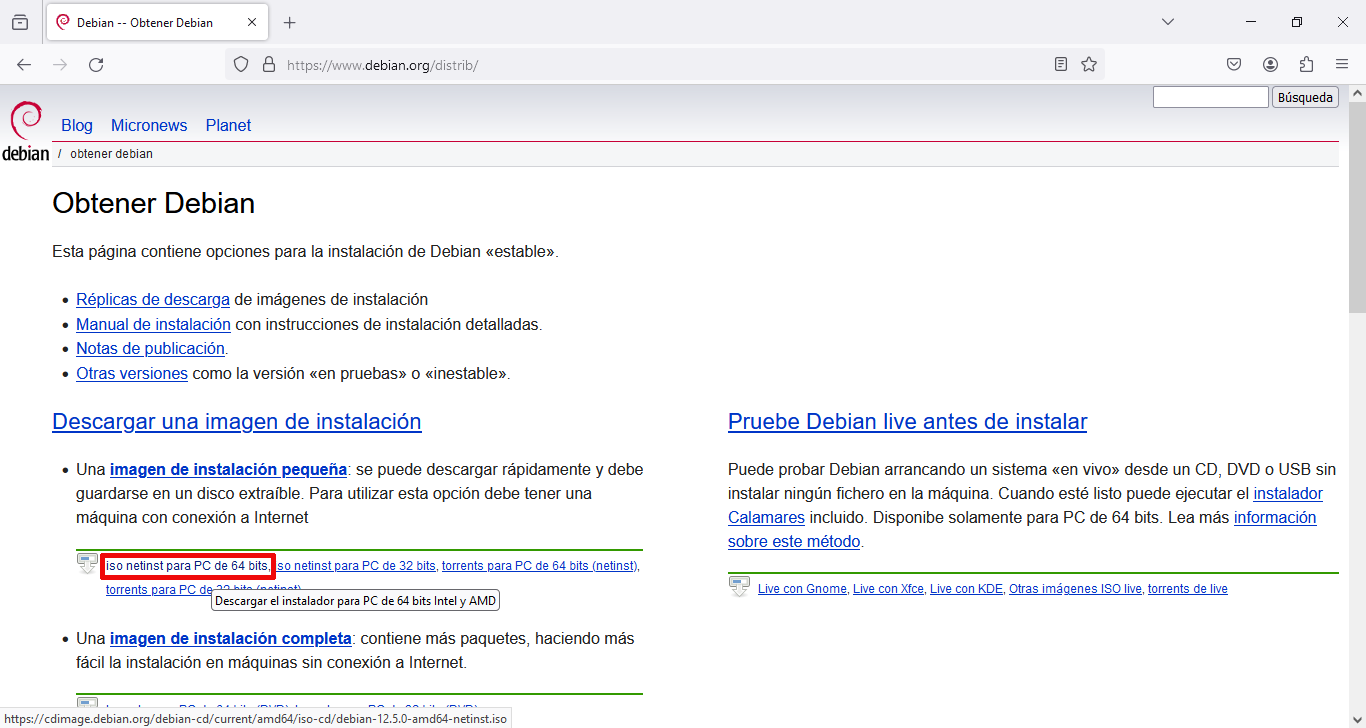 Debian -- Obtener Debian
https://www.debian.org/distrib/
Búsqueda
Blog Micronews Planet
debian / obtener debian
Obtener Debian
Esta página contiene opciones para la instalación de Debian «estable».
Réplicas de descarga de imágenes de instalación
Manual de instalación con instrucciones de instalación detalladas.
Notas de publicación.
Otras versiones como la versión «en pruebas» o «inestable».
Descargar una imagen de instalación
Una imagen de instalación pequeña: se puede descargar rápidamente y debe
guardarse en un disco extraíble. Para utilizar esta opción debe tener una
máquina con conexión a Internet
iso netinst para PC de 64 bits, iso netinst para PC de 32 bits, torrents para PC de 64 bits (netinst),
torrents para PC de 32 bits (netinst)
Descargar el instalador para PC de 64 bits Intel y AMD
Una imagen de instalación completa: contiene más paquetes, haciendo más
fácil la instalación en máquinas sin conexión a Internet.
Pruebe Debian live antes de instalar
Puede probar Debian arrancando un sistema «en vivo» desde un CD, DVD o USB sin
instalar ningún fichero en la máquina. Cuando esté listo puede ejecutar el instalador
Calamares incluido. Disponibe solamente para PC de 64 bits. Lea más información
sobre este método.
Live con Gnome, Live con Xfce, Live con KDE, Otras imágenes ISO live, torrents de live
https://cdimage.debian.org/debian-cd/current/amd64/iso-cd/debian-12.5.0-amd64-netinst.iso